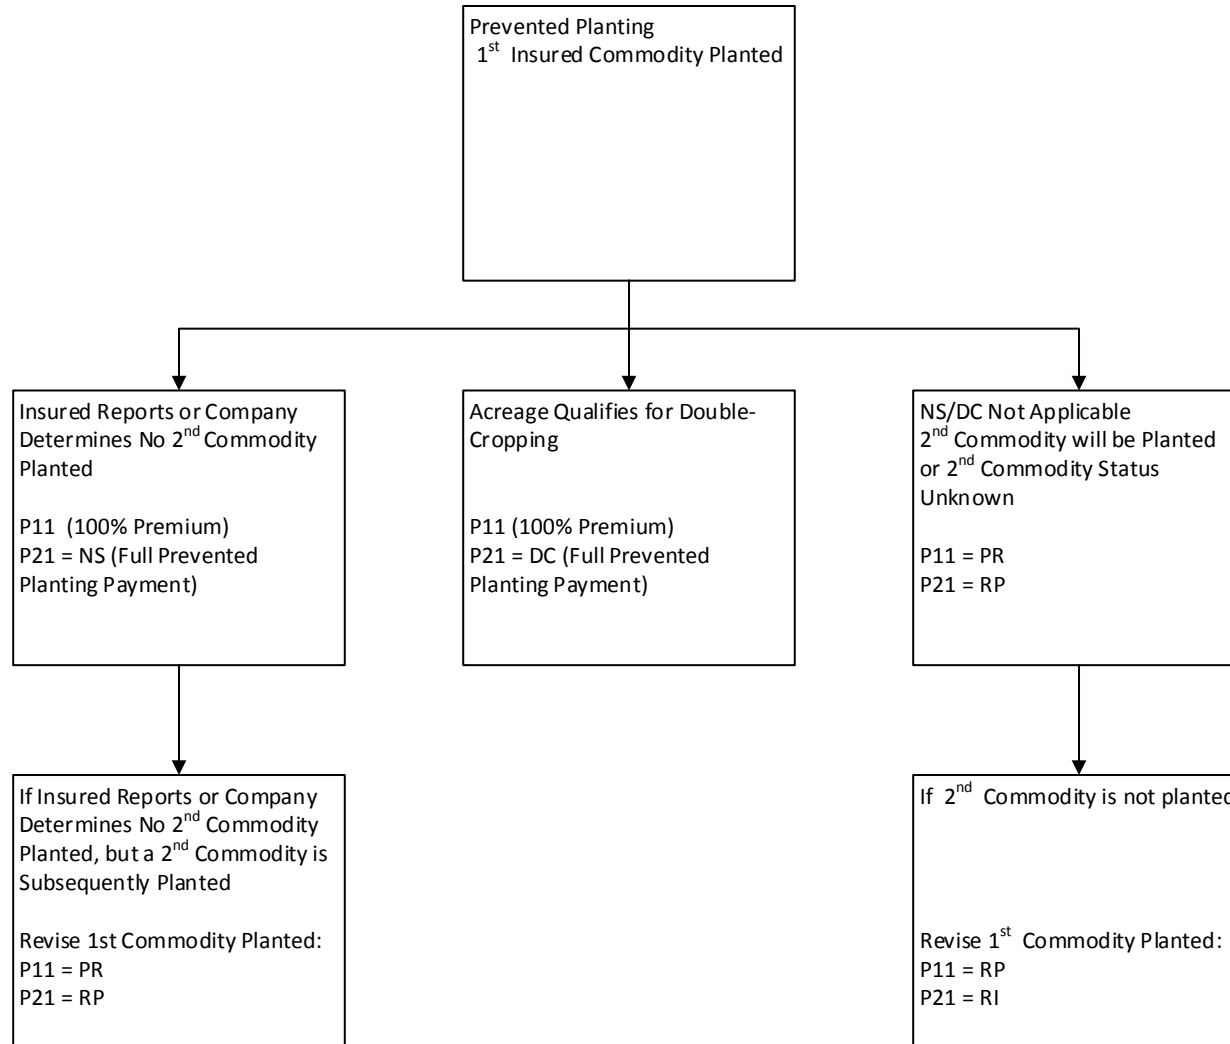 Prevented Planting
1st Insured Commodity Planted
Insured Reports or Company
Determines No 2nd Commodity
Planted
P11 (100% Premium)
P21 = NS (Full Prevented
Planting Payment)
Acreage Qualifies for Double-
Cropping
P11 (100% Premium)
P21 = DC (Full Prevented
Planting Payment)
NS/DC Not Applicable
2nd Commodity will be Planted
or 2nd Commodity Status
Unknown
P11 = PR
P21 = RP
If Insured Reports or Company
Determines No 2nd Commodity
Planted, but a 2nd Commodity is
Subsequently Planted
Revise 1st Commodity Planted:
P11 = PR
P21 = RP
If 2nd Commodity is not planted
Revise 1st Commodity Planted:
P11 = RP
P21 = RI